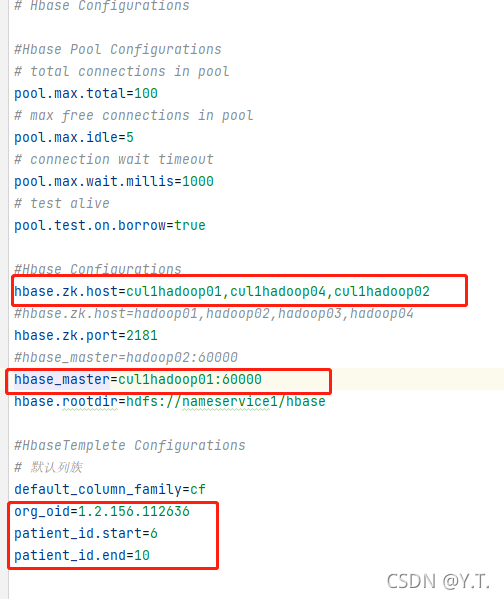 # Hbase Configurations
#Hbase Pool Configurations
# total connections in pool
pool.max.total=100
# max free connections in pool
pool.max.idle=5
# connection wait timeout
pool.max.wait.millis=1000
# test alive
pool.test.on.borrow=true
#Hbase Configurations
hbase.zk.host=cul1hadoop01,cul1hadoop04,cul1hadoop02
#hbase.zk.host=hadoop01,hadoop02,hadoop03,hadoop04
hbase.zk.port=2181
#hbase_master=hadoop02:60000
hbase_master=cul1hadoop01:60000
hbase.rootdir=hdfs://nameservice1/hbase
#HbaseTemplete Configurations
# 默认列族
default_column_family=cf
org_oid=1.2.156.112636
patient_id.start=6
patient_id.end=10
CSDN @Y.T.